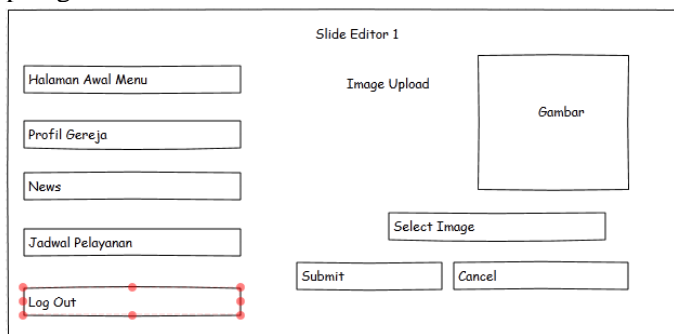 Slide Editor 1
Halaman Awal Menu
Image Upload
Gambar
Profil Gereja
News
Select Image
Jadwal Pelayanan
Submit
Cancel
Log Out